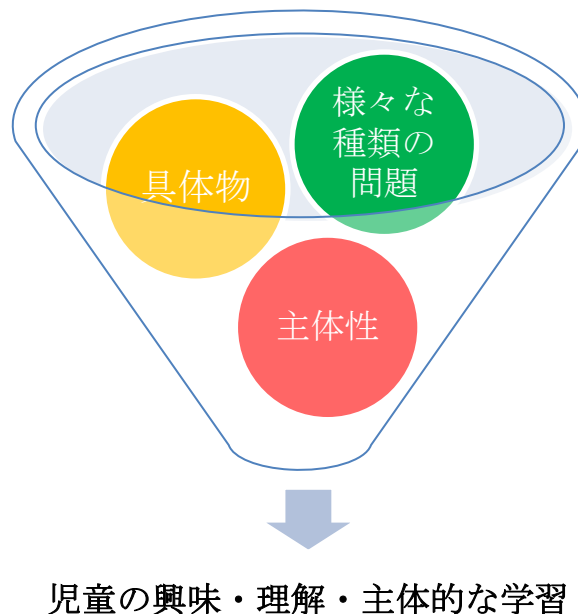 様々な
種類の
問題
具体物
主体性
児童の興味・理解・主体的な学習